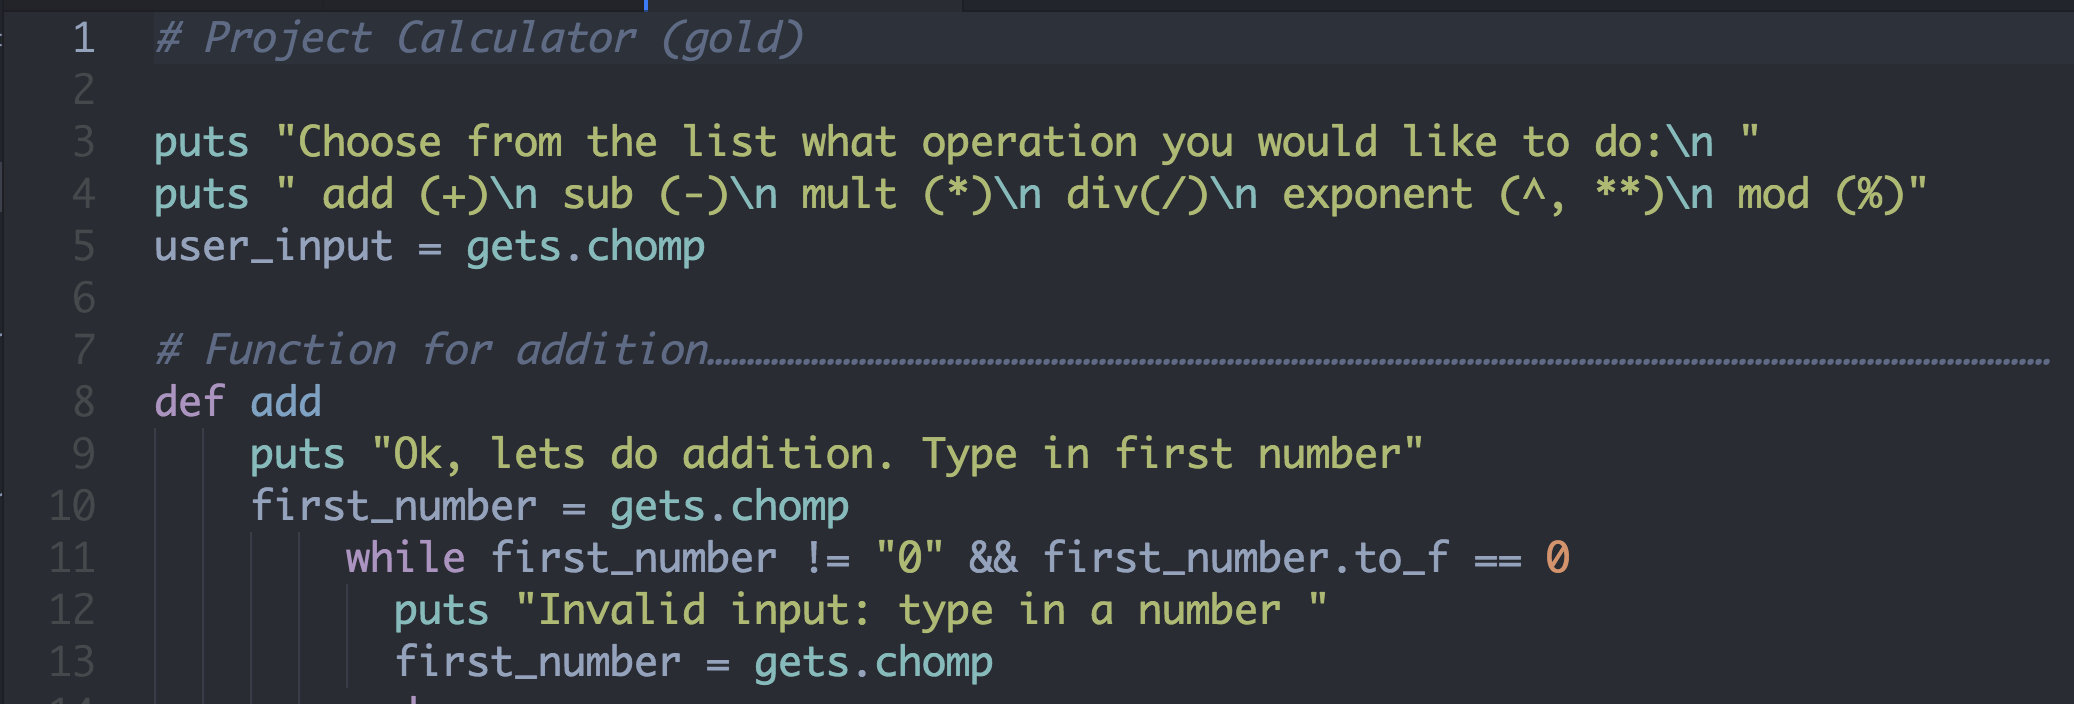 1 # Project Calculator (gold)
2
3 puts "Choose from the list what operation you would like to do:\n "
4 puts " add (+)\n sub (-)\n mult (*)\n div(/)\n exponent (^, **)\n mod (%)"
5 user_input = gets.chomp
6
7 # Function for addition……………………………………………………………………………………………………………………………………………………
8 def add
9 puts "Ok, lets do addition. Type in first number"
10 first_number = gets.chomp
11 while first_number != "0" && first_number.to_f == 0
12 puts "Invalid input: type in a number "
13 first_number = gets.chomp